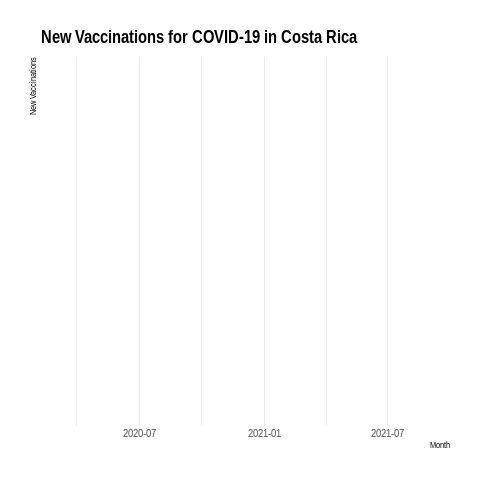 New Vaccinations for COVID-19 in Costa Rica
New Vaccinations
2020-07
2021-01
2021-07
Month